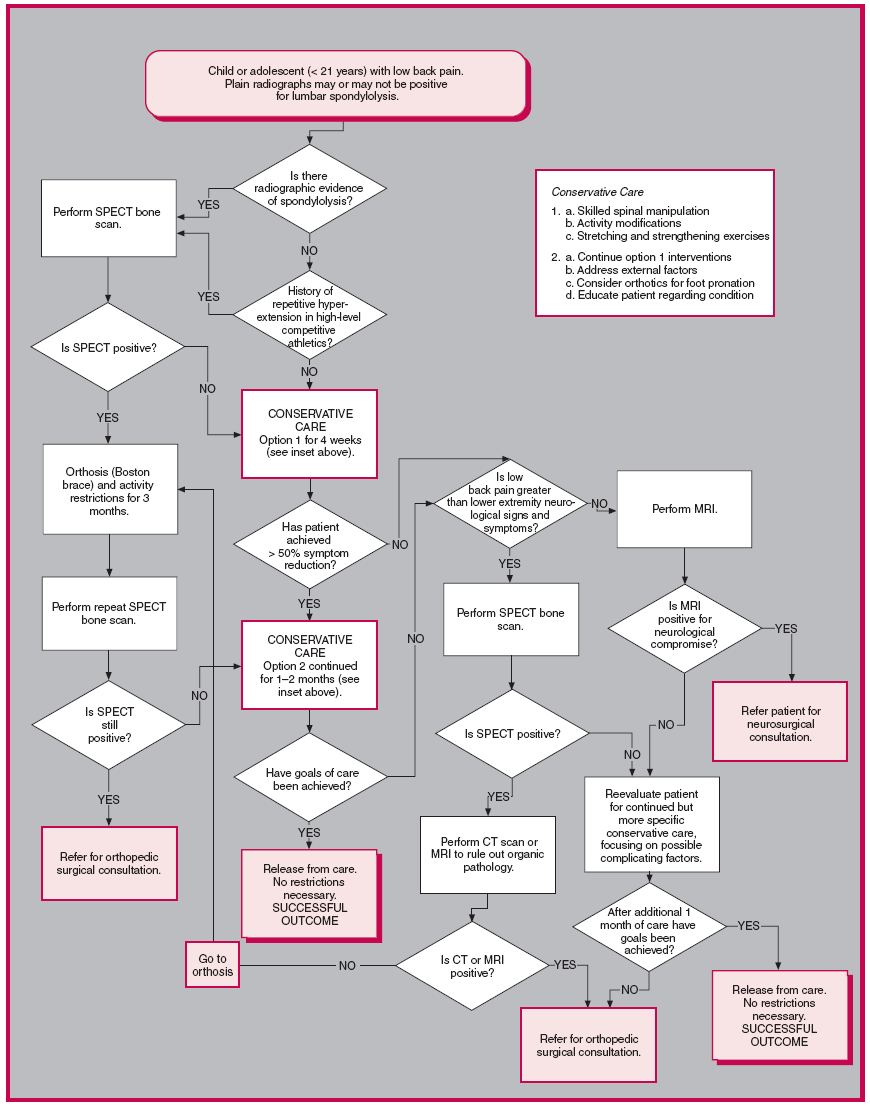 Child or adolescent (< 21 years) with low back pain.
Plain radiographs may or may not be positive
for lumbar spondylolysis.
Is there
radiographic evidence
of spondylolysis?
YES
NO
Perform SPECT bone
scan.
Conservative Care
1. a. Skilled spinal manipulation
b. Activity modifications
c. Stretching and strengthening exercises
2. a. Continue option 1 interventions
b. Address external factors
c. Consider orthotics for foot pronation
d. Educate patient regarding condition
History of
repetitive hyper-
extension in high-level
competitive
athletics?
YES
NO
Is SPECT positive?
NO
YES
CONSERVATIVE
CARE
Option 1 for 4 weeks
(see inset above).
Orthosis (Boston
brace) and activity
restrictions for 3
months.
Has patient
achieved
> 50% symptom
reduction?
NO
YES
Is low
back pain greater
than lower extremity neuro-
logical signs and
symptoms?
NO
YES
Perform MRI.
Perform repeat SPECT
bone scan.
CONSERVATIVE
CARE
Option 2 continued
for 1–2 months (see
inset above).
NO
Perform SPECT bone
scan.
Is MRI
positive for
neurological
compromise?
YES
NO
Refer patient for
neurosurgical
consultation.
Is SPECT
still
positive?
NO
YES
Have goals of care
been achieved?
YES
Is SPECT positive?
NO
YES
Reevaluate patient
for continued but
more specific
conservative care,
focusing on possible
complicating factors.
Refer for orthopedic
surgical consultation.
Release from care.
No restrictions
necessary.
SUCCESSFUL
OUTCOME
Perform CT scan or
MRI to rule out organic
pathology.
After additional 1
month of care have
goals been
achieved?
YES
NO
Go to
orthosis
NO
Is CT or MRI
positive?
YES
Refer for orthopedic
surgical consultation.
Release from care.
No restrictions
necessary.
SUCCESSFUL
OUTCOME